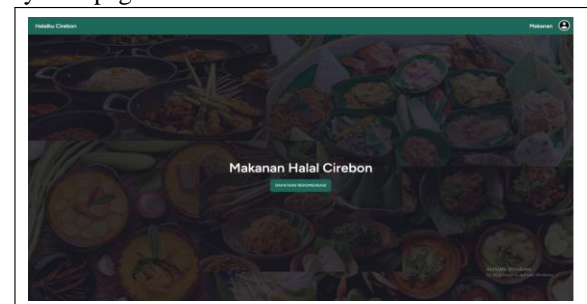 Halalku Cirebon
Makanan
Makanan Halal Cirebon
DAPATKAN REKOMENDASI
Activate Windows